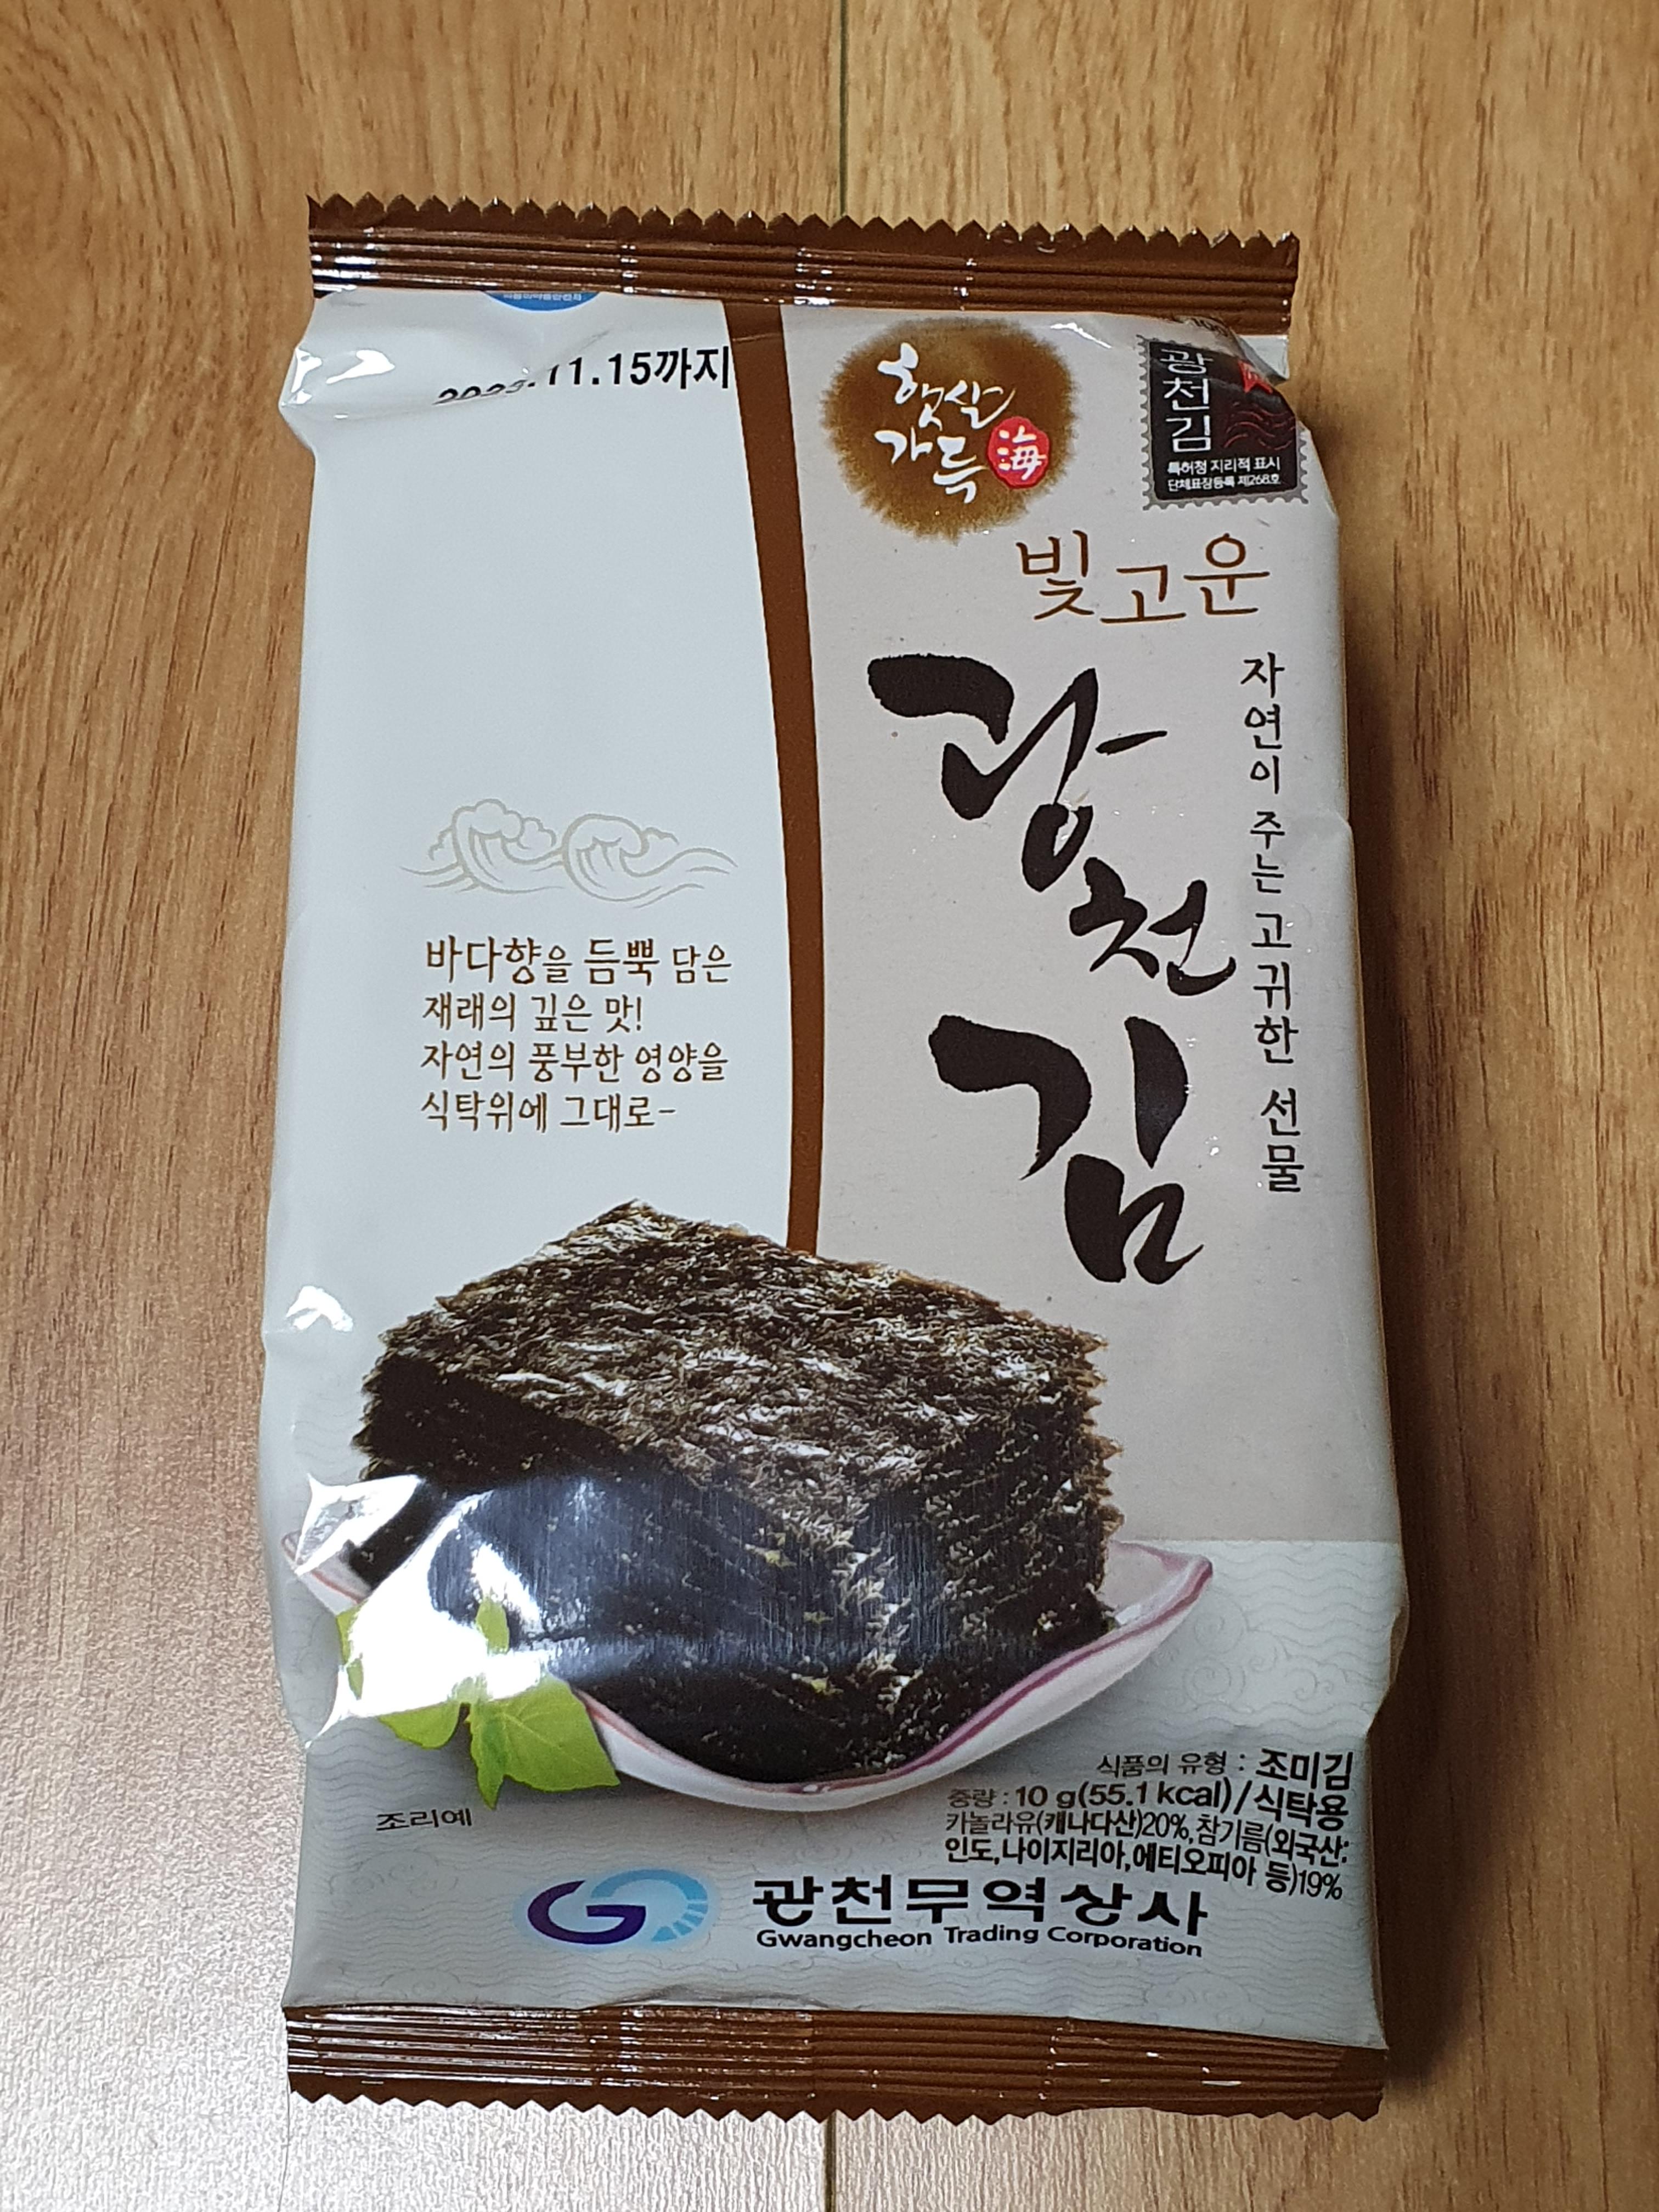 11.15까지
햇살
가득
海
광천김
특허청 지리적 표시
단체표장등록 제268호
빛고운
광천김
자연이 주는 고귀한 선물
바다향을 듬뿍 담은
재래의 깊은 맛!
자연의 풍부한 영양을
식탁위에 그대로-
조리예
식품의 유형 : 조미김
중량 : 10 g(55.1 kcal)/식탁용
카놀라유(캐나다산)20%,참기름(외국산:
인도,나이지리아,에티오피아 등)19%
광천무역상사
Gwangcheon Trading Corporation